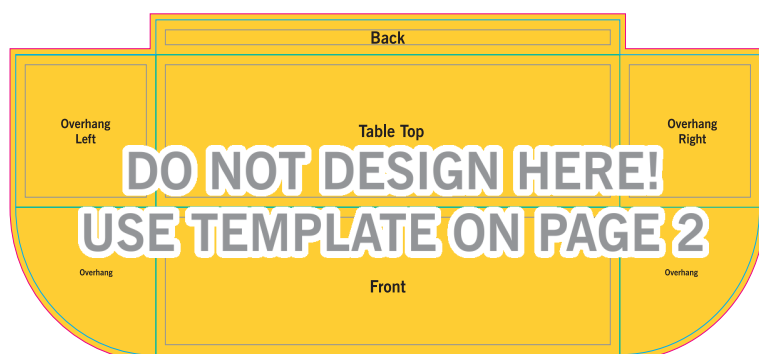 Back
Overhang
Left
Table Top
Overhang
Right
DO NOT DESIGN HERE!
USE TEMPLATE ON PAGE 2
Overhang
Front
Overhang